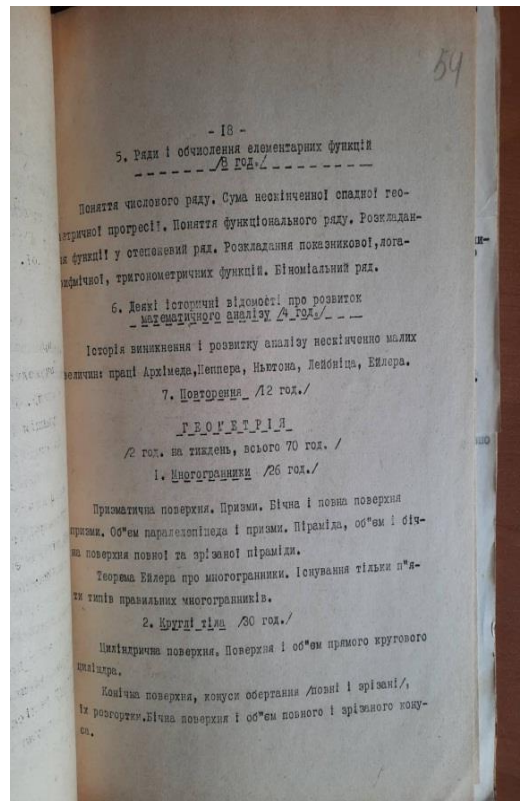 54
- 18 -
5. Ряди і обчислення елементарних функцій
/8 год./
Поняття числового ряду. Сума нескінченної спадної гео-
етричної прогресії. Поняття функціонального ряду. Розкладан-
я функції у степоневий ряд. Розкладання показникової,лога-
ифмічної, тригонометричних функцій. Біноміальний ряд.
6. Деякі історичні відомості про розвиток
математичного аналізу /4 год./
Історія виникнення і розвитку аналізу нескінченно малих
величин: праці Архімеда,Пеппера, Ньютона, Лейбніца, Ейлера.
7. Повторення /12 год./
ГЕОМЕТРІЯ
/2 год. на тиждень, всього 70 год. /
1. Многогранники /26 год./
Призматична поверхня. Призми. Бічна і повна поверхня
призми. Об"єм паралелепіпеда і призми. Піраміда, об"єм і біч-
на поверхня повної та зрізаної піраміди.
Теорема Ейлера про многогранники. Існування тільки п"я-
ти типів правильних многогранників.
2. Круглі тіла /30 год./
Циліндрична поверхня. Поверхня і об"єм прямого кругового
циліндра.
Конічна поверхня, конуси обертання /повні і зрізані/,
їх розгортки.Бічна поверхня і об"єм повного і зрізаного кону-
са.